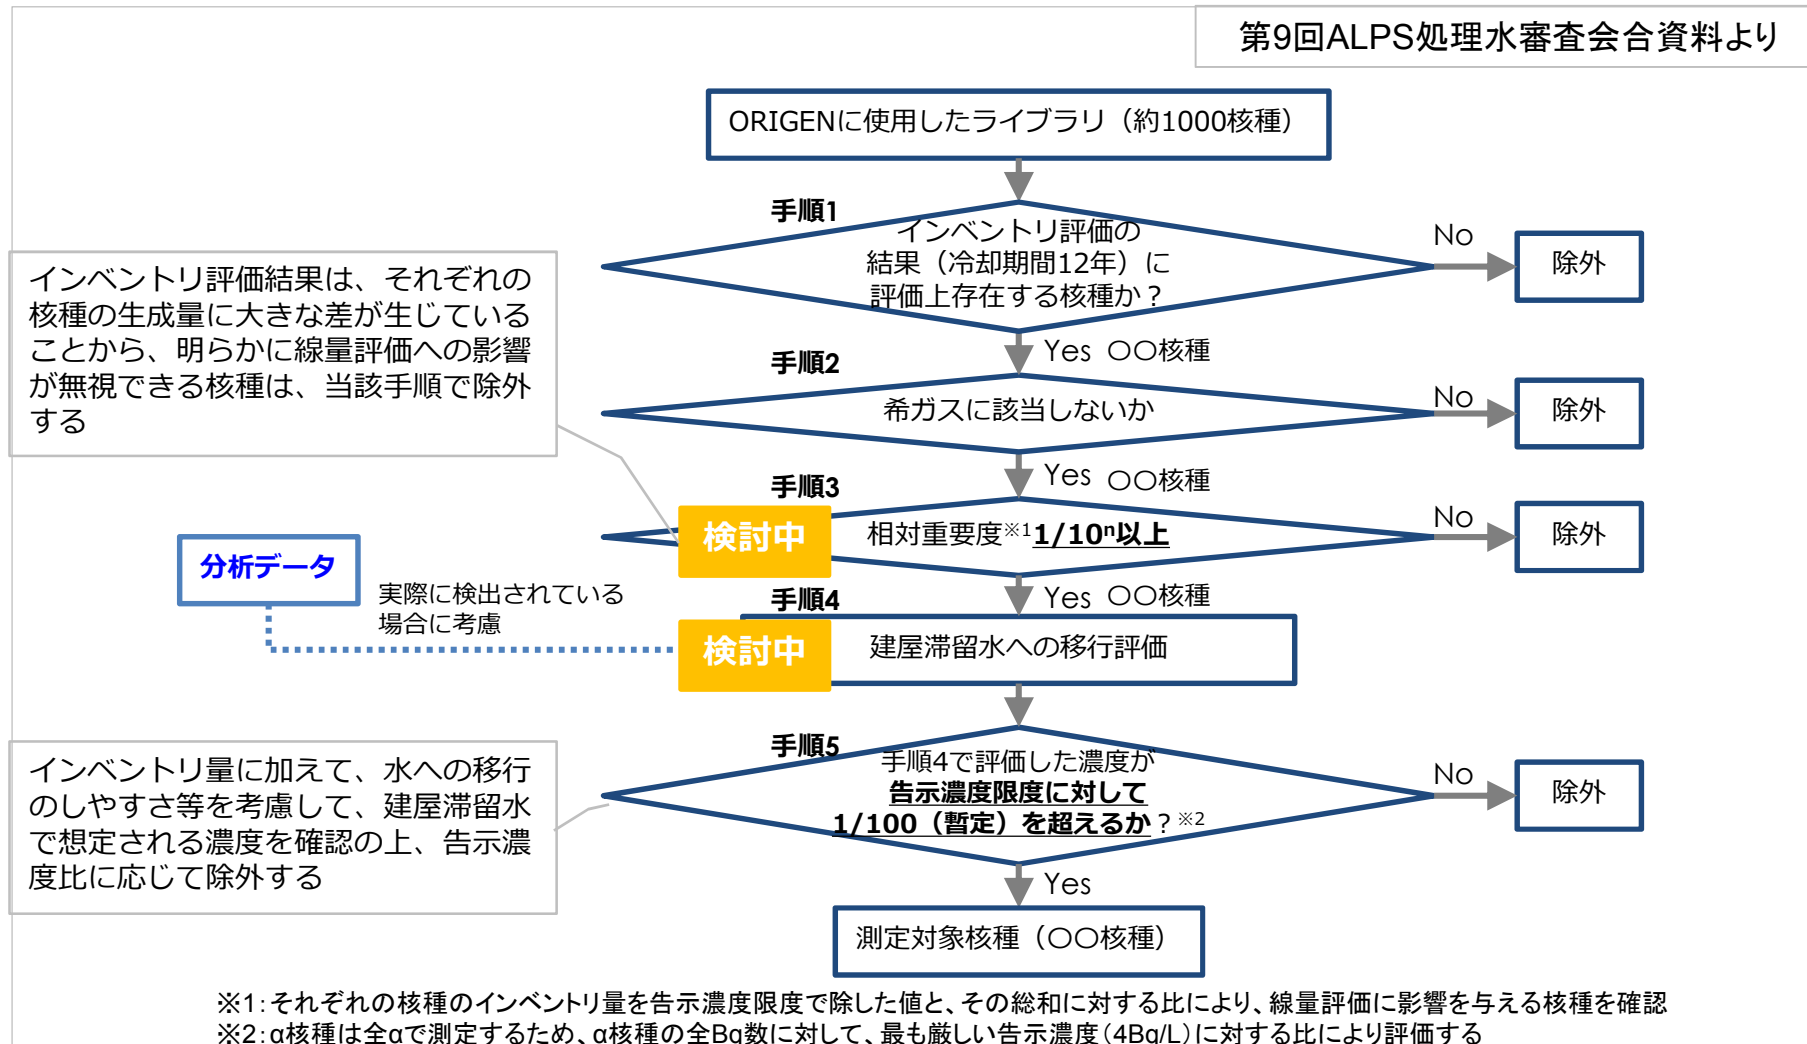 第9回ALPS処理水審査会合資料より
ORIGENに使用したライブラリ（約1000核種）
手順1
インベントリ評価の
結果（冷却期間12年）に
評価上存在する核種か？
No
除外
インベントリ評価結果は、それぞれの
核種の生成量に大きな差が生じている
ことから、明らかに線量評価への影響
が無視できる核種は、当該手順で除外
する
Yes 〇〇核種
手順2
希ガスに該当しないか
No
除外
Yes 〇〇核種
手順3
検討中
相対重要度※1 1/10ⁿ以上
No
除外
分析データ
実際に検出されている
場合に考慮
Yes 〇〇核種
手順4
検討中
建屋滞留水への移行評価
手順5
手順4で評価した濃度が
告示濃度限度に対して
1/100（暫定）を超えるか？※2
No
除外
インベントリ量に加えて、水への移行
のしやすさ等を考慮して、建屋滞留水
で想定される濃度を確認の上、告示濃
度比に応じて除外する
Yes
測定対象核種（〇〇核種）
※1：それぞれの核種のインベントリ量を告示濃度限度で除した値と、その総和に対する比により、線量評価に影響を与える核種を確認
※2：α核種は全αで測定するため、α核種の全Bq数に対して、最も厳しい告示濃度（4Bq/L）に対する比により評価する